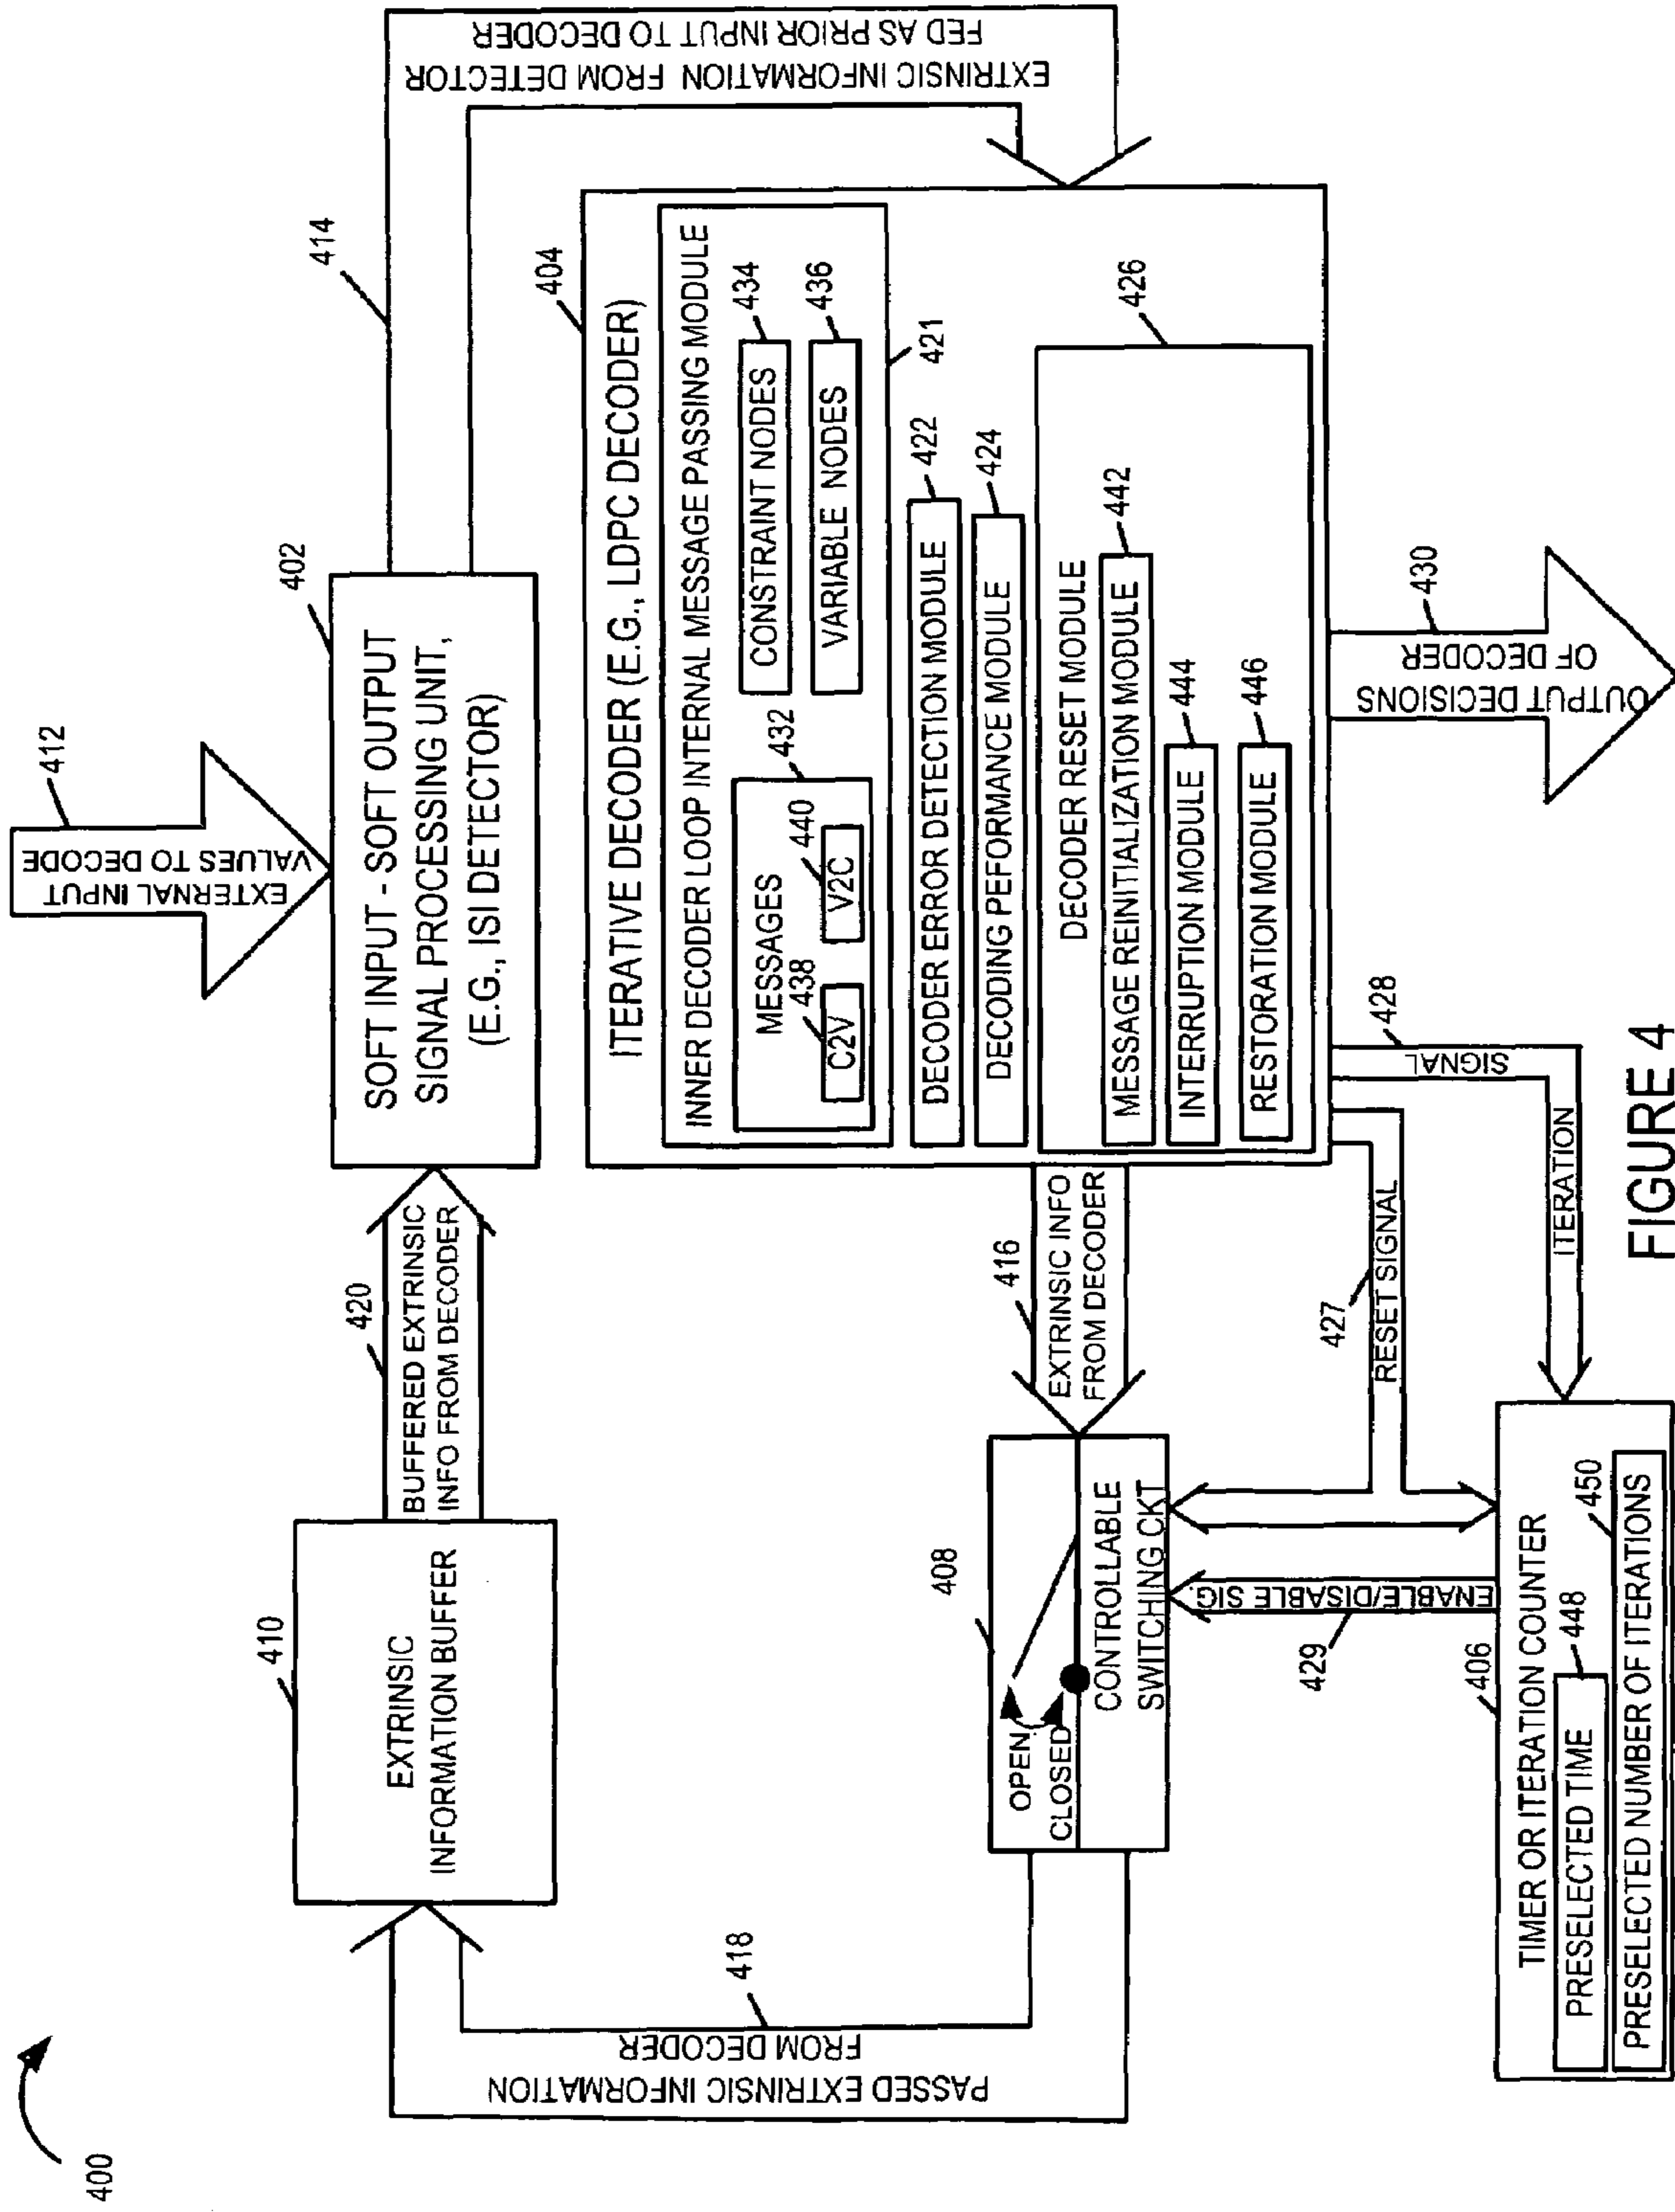 400
412
EXTERNAL INPUT
VALUES TO DECODE
410
EXTRINSIC
INFORMATION BUFFER
420
BUFFERED EXTRINSIC
INFO FROM DECODER
402
SOFT INPUT - SOFT OUTPUT
SIGNAL PROCESSING UNIT,
(E.G., ISI DETECTOR)
414
EXTRINSIC INFORMATION FROM DETECTOR
FED AS PRIOR INPUT TO DECODER
404
ITERATIVE DECODER (E.G., LDPC DECODER)
INNER DECODER LOOP INTERNAL MESSAGE PASSING MODULE
421
432
MESSAGES
438
C2V
440
V2C
CONSTRAINT NODES
434
VARIABLE NODES
436
DECODER ERROR DETECTION MODULE
422
DECODING PEFORMANCE MODULE
424
426
DECODER RESET MODULE
MESSAGE REINITIALIZATION MODULE
442
INTERRUPTION MODULE
444
RESTORATION MODULE
446
PASSED EXTRINSIC INFORMATION
FROM DECODER
418
408
OPEN
CLOSED
CONTROLLABLE
SWITCHING CKT
416
EXTRINSIC INFO
FROM DECODER
427
RESET SIGNAL
428
SIGNAL
ITERATION
429
ENABLE/DISABLE SIG.
430
OUTPUT DECISIONS
OF DECODER
406
TIMER OR ITERATION COUNTER
PRESELECTED TIME
448
PRESELECTED NUMBER OF ITERATIONS
450
FIGURE 4